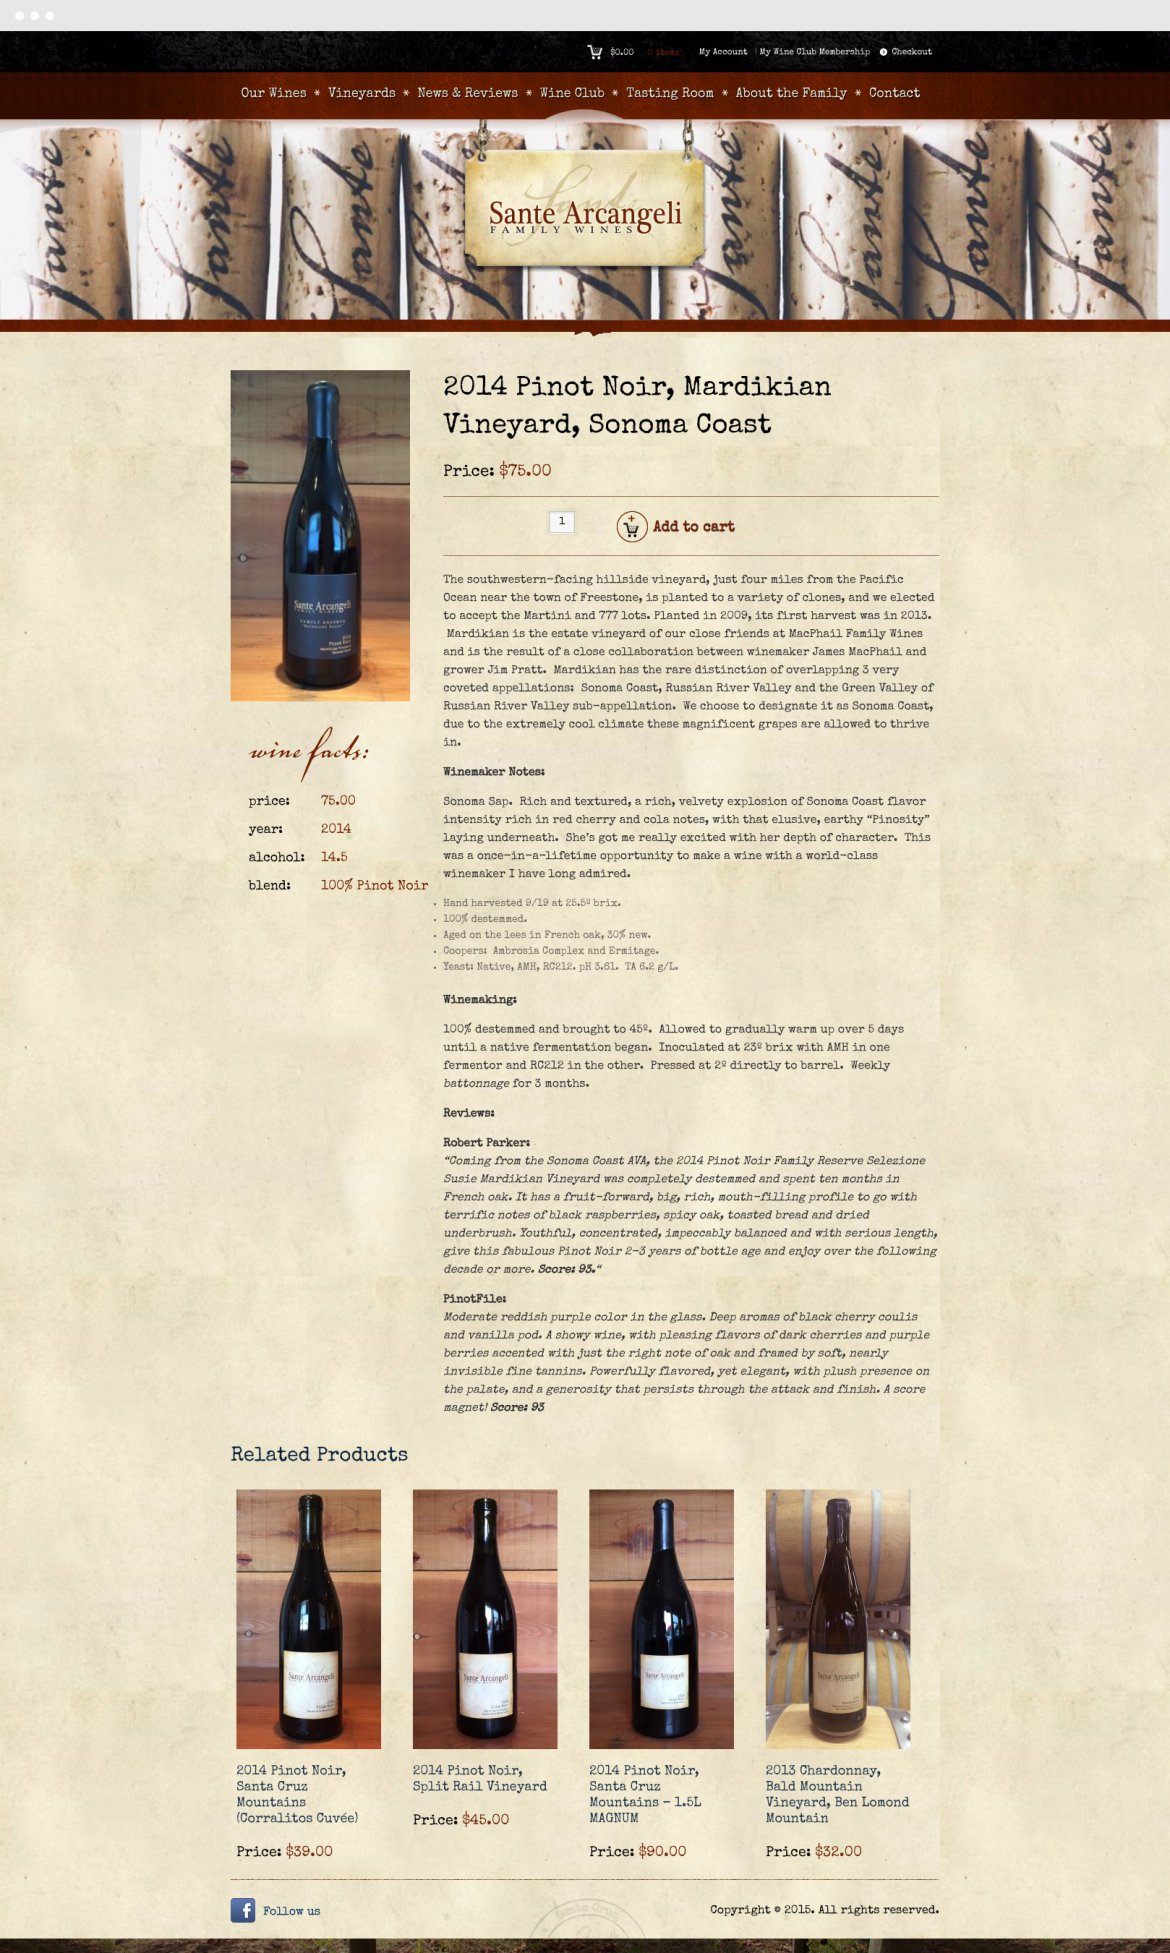 $0.00 0 items My Account My Wine Club Membership Checkout
Our Wines * Vineyards * News & Reviews * Wine Club * Tasting Room * About the Family * Contact
Sante Arcangeli
FAMILY WINES
Sante
2014 Pinot Noir, Mardikian
Vineyard, Sonoma Coast
Price: $75.00
1 Add to cart
Sante Arcangeli
FAMILY WINES
FAMILY RESERVE
2014
Pinot Noir
wine facts:
price: 75.00
year: 2014
alcohol: 14.5
blend: 100% Pinot Noir
The southwestern-facing hillside vineyard, just four miles from the Pacific
Ocean near the town of Freestone, is planted to a variety of clones, and we elected
to accept the Martini and 777 lots. Planted in 2009, its first harvest was in 2013.
Mardikian is the estate vineyard of our close friends at MacPhail Family Wines
and is the result of a close collaboration between winemaker James MacPhail and
grower Jim Pratt. Mardikian has the rare distinction of overlapping 3 very
coveted appellations: Sonoma Coast, Russian River Valley and the Green Valley of
Russian River Valley sub-appellation. We choose to designate it as Sonoma Coast,
due to the extremely cool climate these magnificent grapes are allowed to thrive
in.
Winemaker Notes:
Sonoma Sap. Rich and textured, a rich, velvety explosion of Sonoma Coast flavor
intensity rich in red cherry and cola notes, with that elusive, earthy “Pinosity”
laying underneath. She’s got me really excited with her depth of character. This
was a once-in-a-lifetime opportunity to make a wine with a world-class
winemaker I have long admired.
• Hand harvested 9/19 at 25.5º brix.
• 100% destemmed.
• Aged on the lees in French oak, 30% new.
• Coopers: Ambrosia Complex and Ermitage.
• Yeast: Native, AMH, RC212. pH 3.61. TA 6.2 g/L.
Winemaking:
100% destemmed and brought to 45º. Allowed to gradually warm up over 5 days
until a native fermentation began. Inoculated at 23º brix with AMH in one
fermentor and RC212 in the other. Pressed at 2º directly to barrel. Weekly
battonnage for 3 months.
Reviews:
Robert Parker:
“Coming from the Sonoma Coast AVA, the 2014 Pinot Noir Family Reserve Selezione
Susie Mardikian Vineyard was completely destemmed and spent ten months in
French oak. It has a fruit-forward, big, rich, mouth-filling profile to go with
terrific notes of black raspberries, spicy oak, toasted bread and dried
underbrush. Youthful, concentrated, impeccably balanced and with serious length,
give this fabulous Pinot Noir 2-3 years of bottle age and enjoy over the following
decade or more. Score: 93.“
PinotFile:
Moderate reddish purple color in the glass. Deep aromas of black cherry coulis
and vanilla pod. A showy wine, with pleasing flavors of dark cherries and purple
berries accented with just the right note of oak and framed by soft, nearly
invisible fine tannins. Powerfully flavored, yet elegant, with plush presence on
the palate, and a generosity that persists through the attack and finish. A score
magnet! Score: 93
Related Products
Sante Arcangeli
Sante Arcangeli
Sante Arcangeli
Sante Arcangeli
2014 Pinot Noir,
Santa Cruz
Mountains
(Corralitos Cuvée)
Price: $39.00
2014 Pinot Noir,
Split Rail Vineyard
Price: $45.00
2014 Pinot Noir,
Santa Cruz
Mountains – 1.5L
MAGNUM
Price: $90.00
2013 Chardonnay,
Bald Mountain
Vineyard, Ben Lomond
Mountain
Price: $32.00
Follow us
Santa Cruz
Copyright © 2015. All rights reserved.